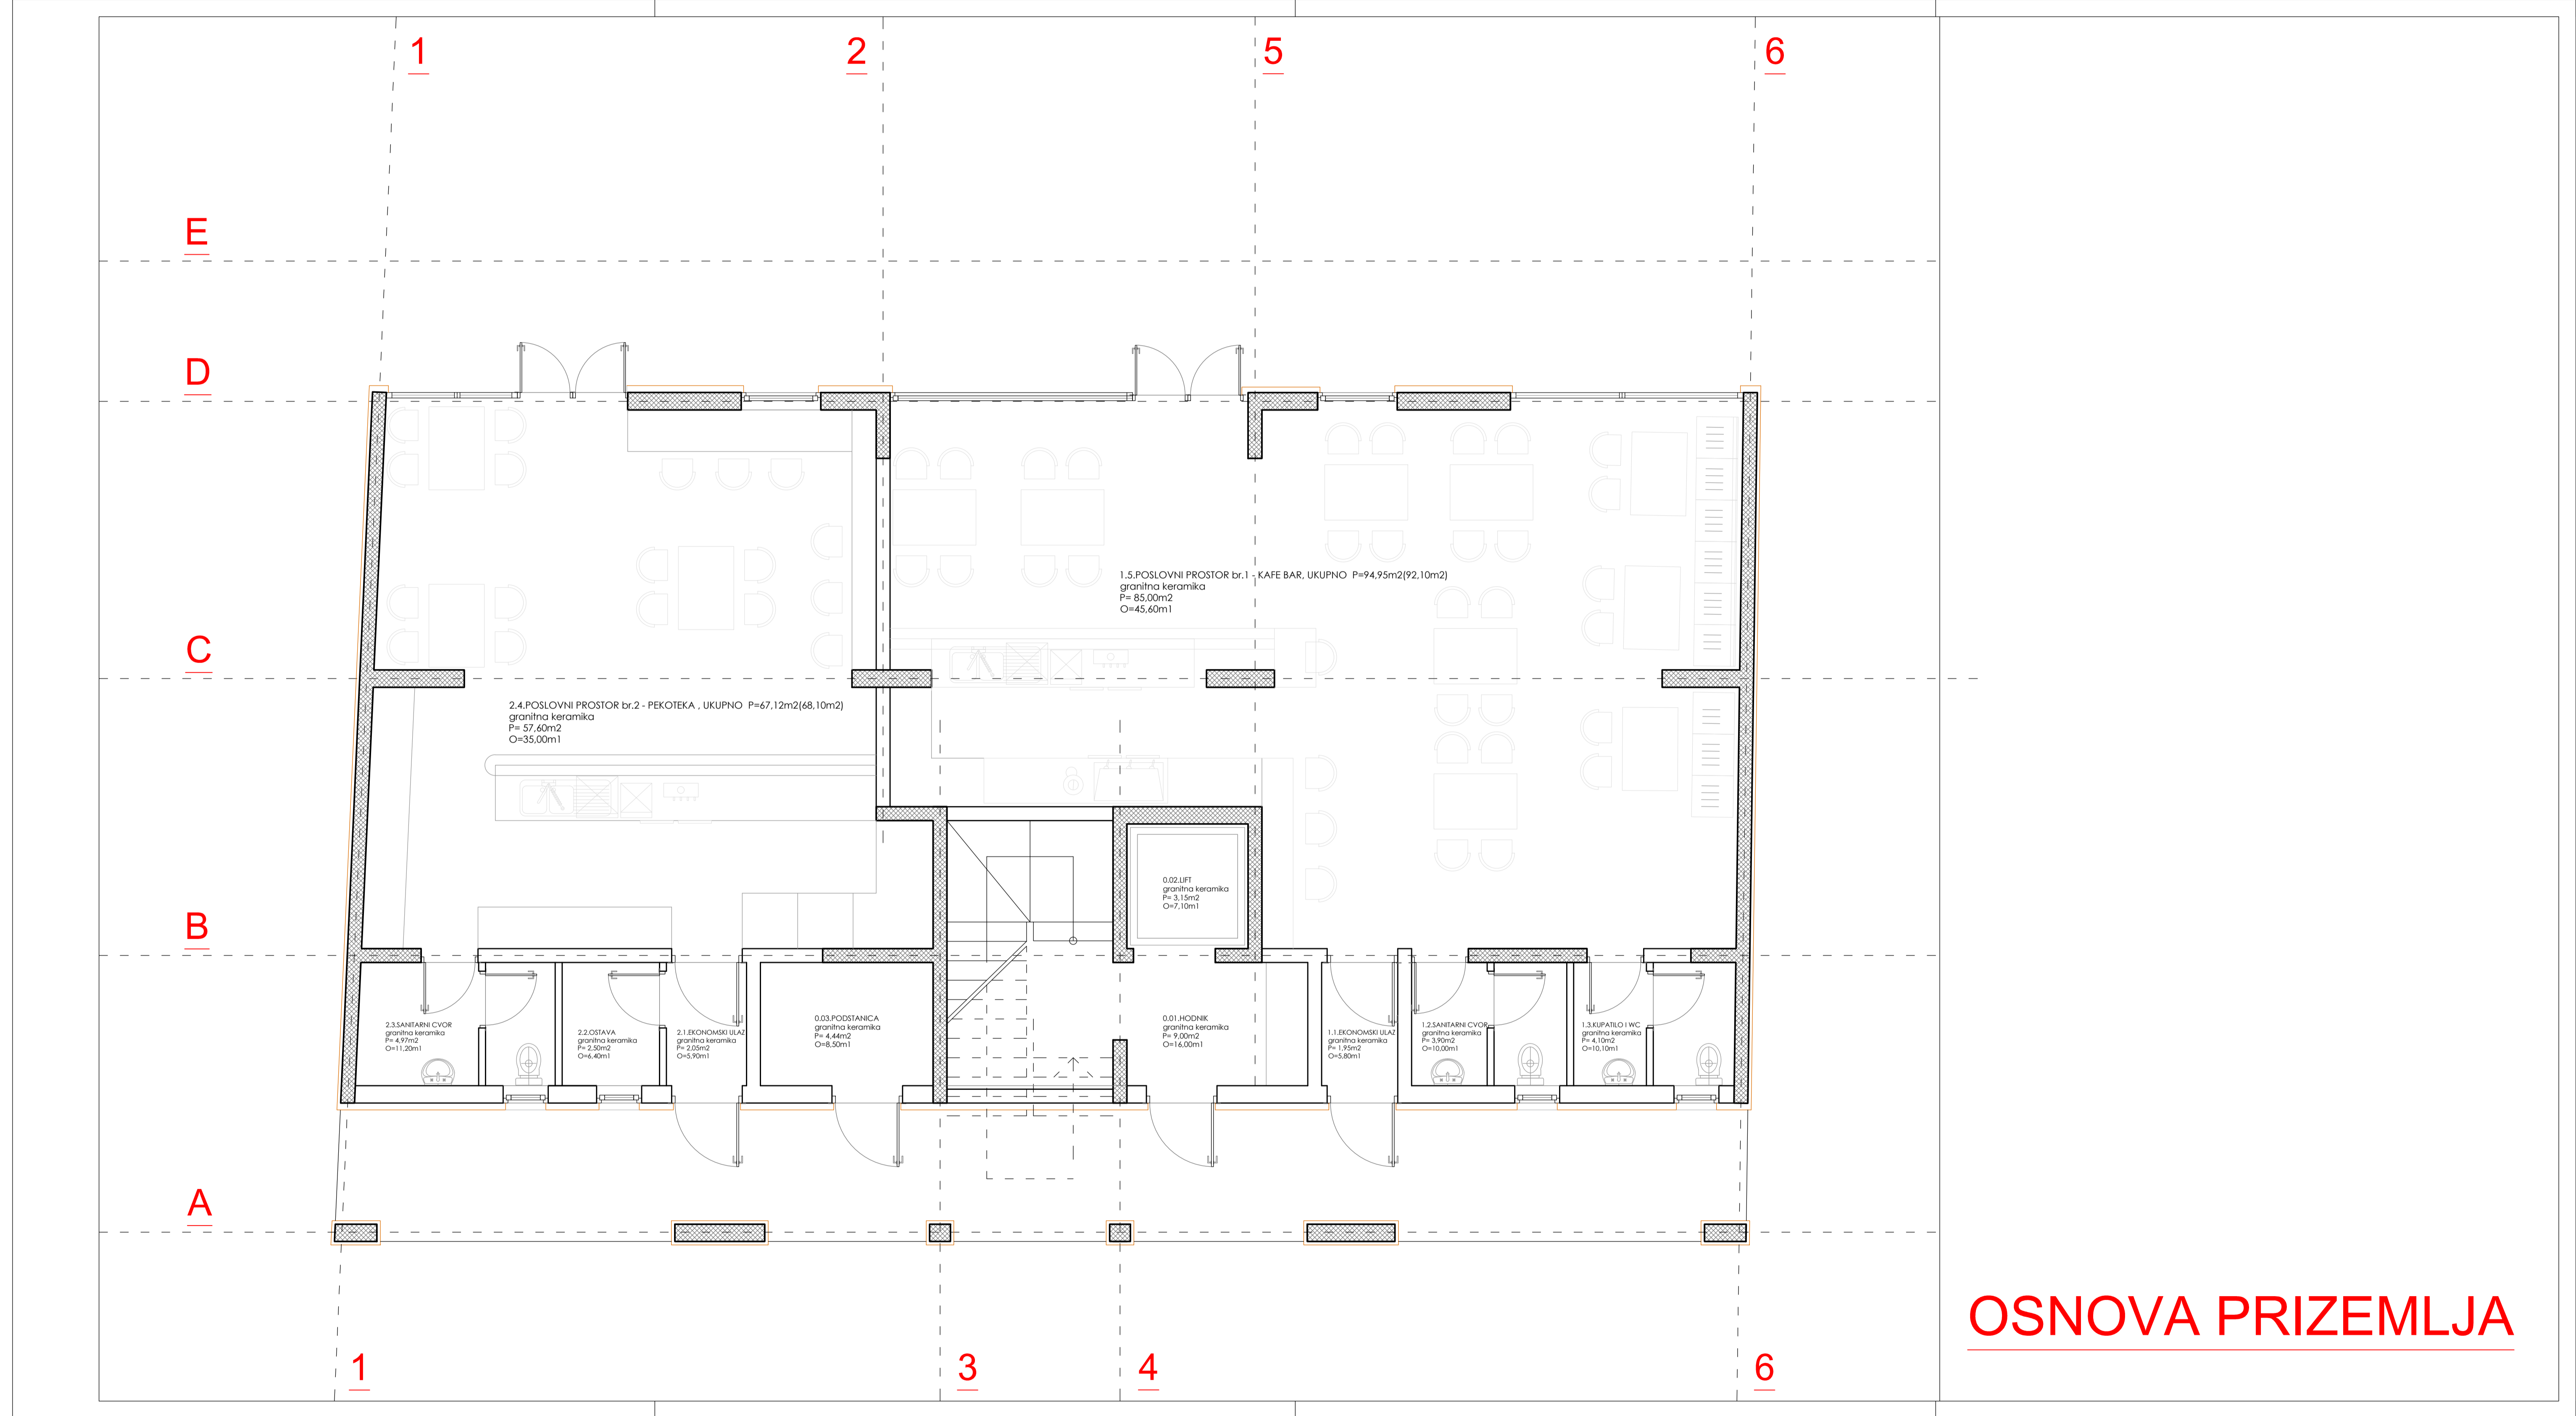 1
2
5
6
E
D
C
B
A
1.5.POSLOVNI PROSTOR br.1 - KAFE BAR, UKUPNO P=94,95m2(92,10m2)
granitna keramika
P= 85,00m2
O=45,60m1
2.4.POSLOVNI PROSTOR br.2 - PEKOTEKA , UKUPNO P=67,12m2(68,10m2)
granitna keramika
P= 57,60m2
O=35,00m1
0.02.LIFT
granitna keramika
P= 3,15m2
O=7,10m1
2.3.SANITARNI CVOR
granitna keramika
P= 4,97m2
O=11,20m1
2.2.OSTAVA
granitna keramika
P= 2,50m2
O=6,40m1
2.1.EKONOMSKI ULAZ
granitna keramika
P= 2,05m2
O=5,90m1
0.03.PODSTANICA
granitna keramika
P= 4,44m2
O=8,50m1
0.01.HODNIK
granitna keramika
P= 9,00m2
O=16,00m1
1.1.EKONOMSKI ULAZ
granitna keramika
P= 1,95m2
O=5,80m1
1.2.SANITARNI CVOR
granitna keramika
P= 3,90m2
O=10,00m1
1.3.KUPATILO I WC
granitna keramika
P= 4,10m2
O=10,10m1
1
3
4
6
OSNOVA PRIZEMLJA